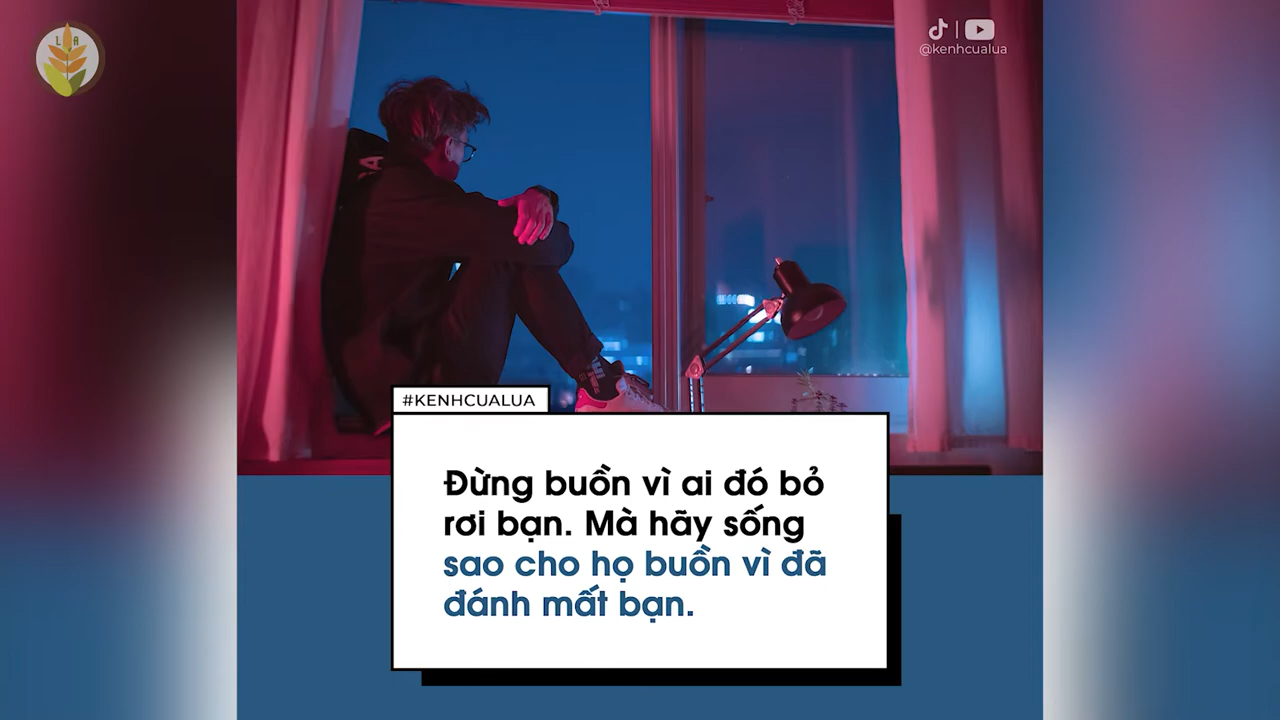 L A
@kenhcualua
#KENHCUALUA
Đừng buồn vì ai đó bỏ
rơi bạn. Mà hãy sống
sao cho họ buồn vì đã
đánh mất bạn.